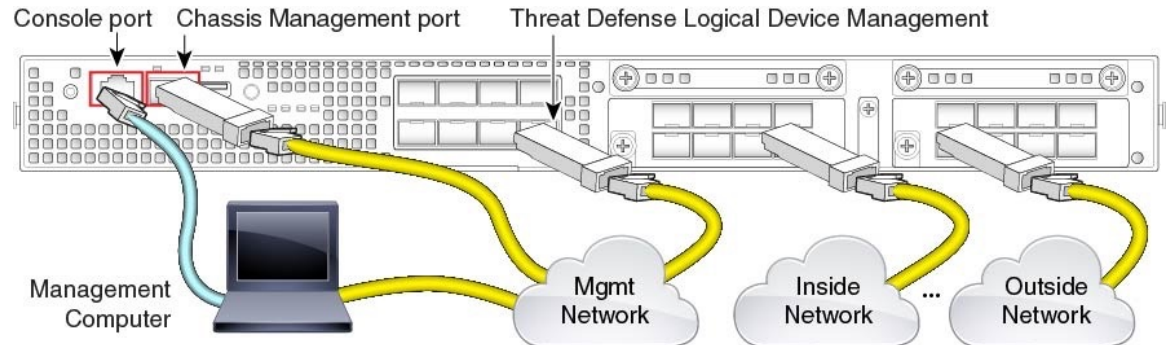 Console port
Chassis Management port
Threat Defense Logical Device Management
Management
Computer
Mgmt
Network
Inside
Network
...
Outside
Network